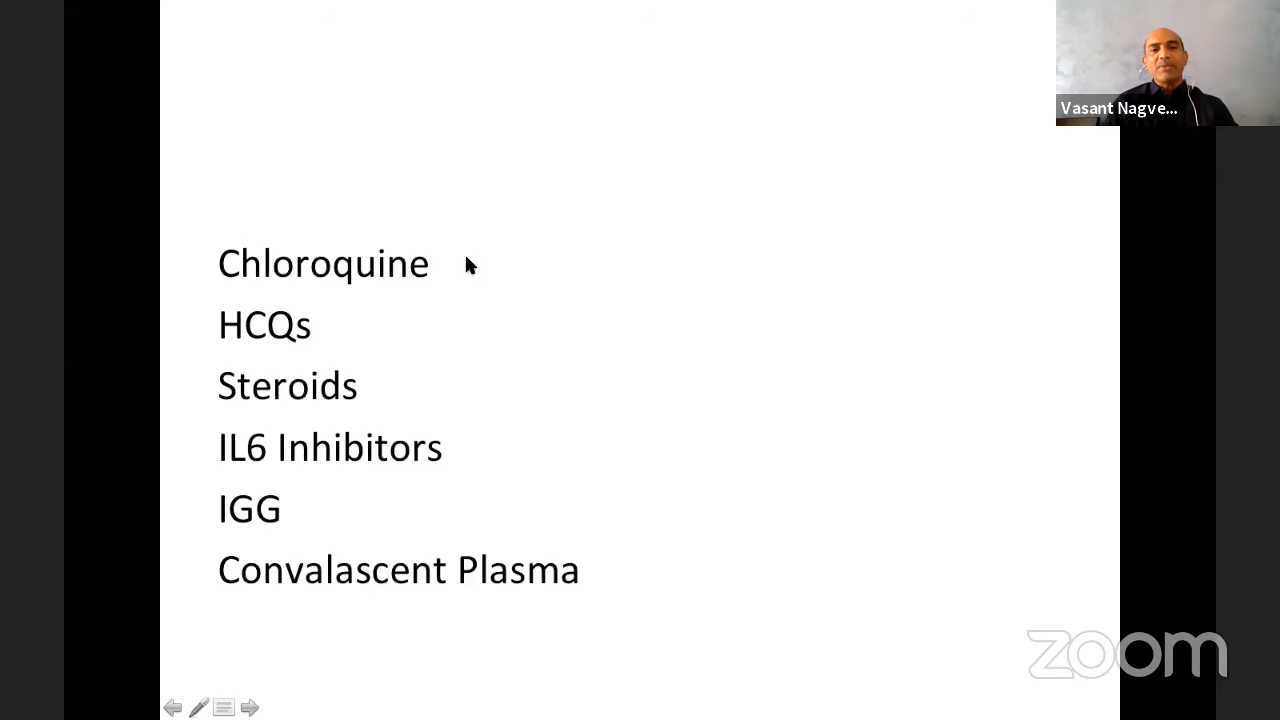 Vasant Nagve...
Chloroquine
HCQs
Steroids
IL6 Inhibitors
IGG
Convalascent Plasma
zoom